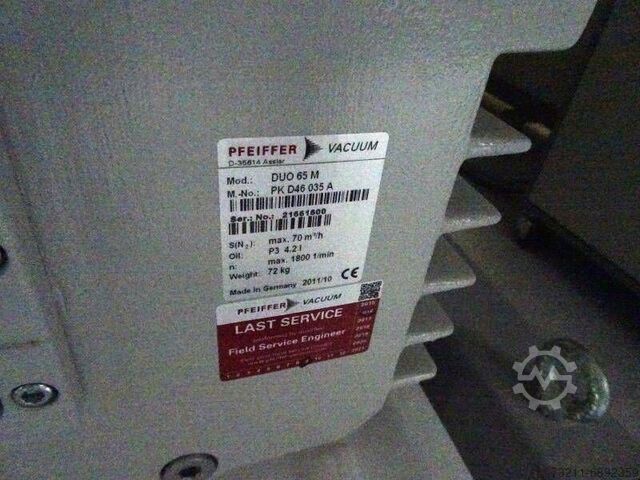 PFEIFFER VACUUM
D-35614 Asslar
Mod.: DUO 65 M
M.-No.: PK D46 035 A
Ser.: No.: 21661600
S(N2): max. 70 m³/h
Oil: P3 4.2 l
n: max. 1800 1/min
Weight: 72 kg
Made in Germany 2011/10 CE
PFEIFFER VACUUM
LAST SERVICE
Field Service Engineer